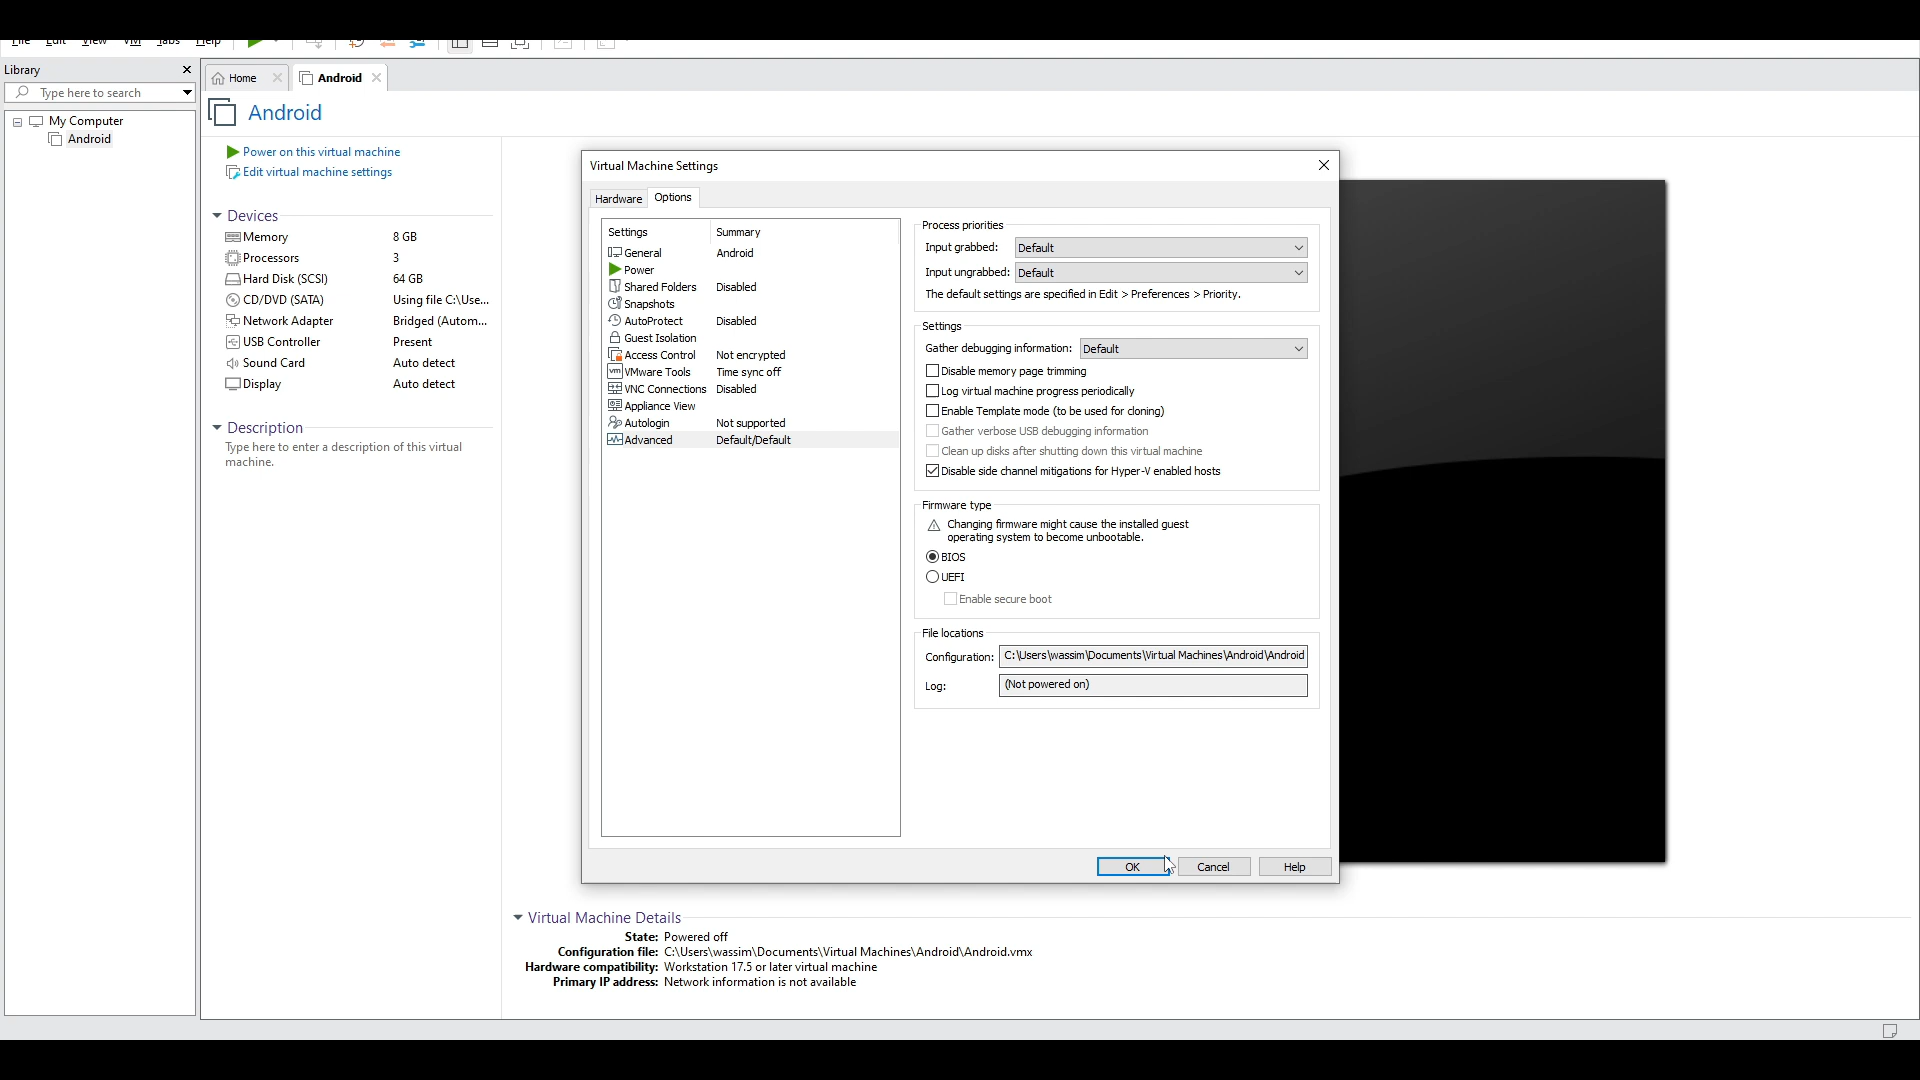 File Edit View VM Tabs Help
Library
Type here to search
My Computer
Android
Home
Android
Android
Power on this virtual machine
Edit virtual machine settings
Devices
Memory 8 GB
Processors 3
Hard Disk (SCSI) 64 GB
CD/DVD (SATA) Using file C:\Use...
Network Adapter Bridged (Autom...
USB Controller Present
Sound Card Auto detect
Display Auto detect
Description
Type here to enter a description of this virtual
machine.
Virtual Machine Settings
Hardware Options
Settings Summary
General Android
Power
Shared Folders Disabled
Snapshots
AutoProtect Disabled
Guest Isolation
Access Control Not encrypted
VMware Tools Time sync off
VNC Connections Disabled
Appliance View
Autologin Not supported
Advanced Default/Default
Process priorities
Input grabbed: Default
Input ungrabbed: Default
The default settings are specified in Edit > Preferences > Priority.
Settings
Gather debugging information: Default
Disable memory page trimming
Log virtual machine progress periodically
Enable Template mode (to be used for cloning)
Gather verbose USB debugging information
Clean up disks after shutting down this virtual machine
Disable side channel mitigations for Hyper-V enabled hosts
Firmware type
Changing firmware might cause the installed guest
operating system to become unbootable.
BIOS
UEFI
Enable secure boot
File locations
Configuration: C:\Users\wassim\Documents\Virtual Machines\Android\Android
Log: (Not powered on)
OK Cancel Help
Virtual Machine Details
State: Powered off
Configuration file: C:\Users\wassim\Documents\Virtual Machines\Android\Android.vmx
Hardware compatibility: Workstation 17.5 or later virtual machine
Primary IP address: Network information is not available